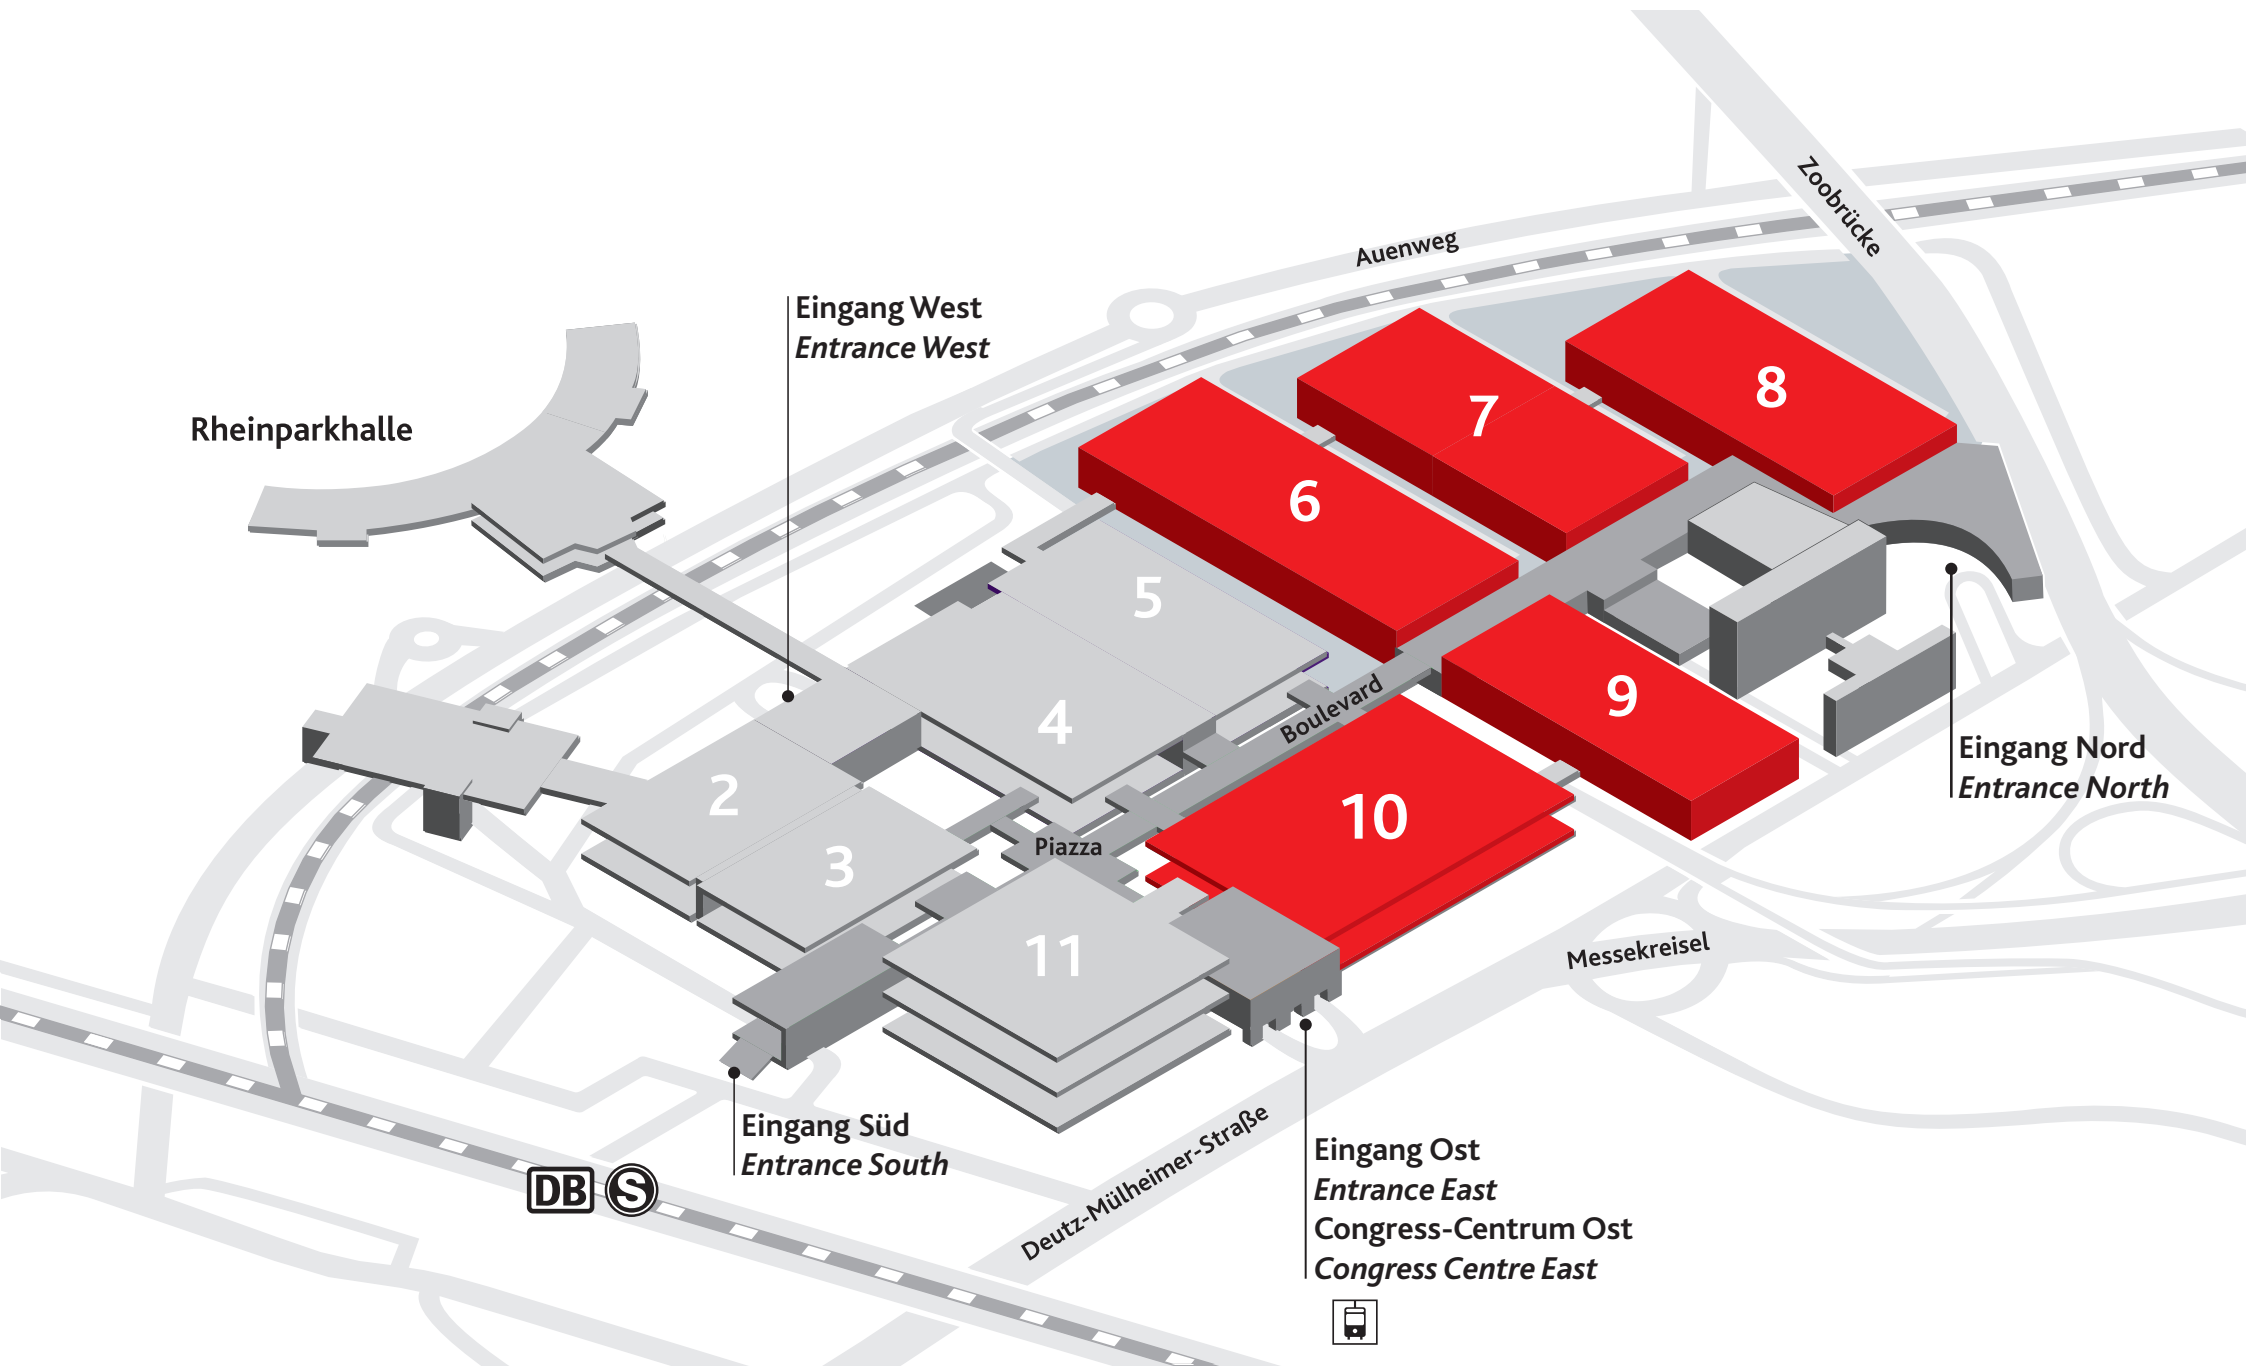 Zoobrücke
Auenweg
Eingang West
Entrance West
Rheinparkhalle
8
7
6
5
4
9
Boulevard
2
10
3
Piazza
11
Eingang Nord
Entrance North
Messekreisel
Eingang Süd
Entrance South
DB
S
Deutz-Mülheimer-Straße
Eingang Ost
Entrance East
Congress-Centrum Ost
Congress Centre East